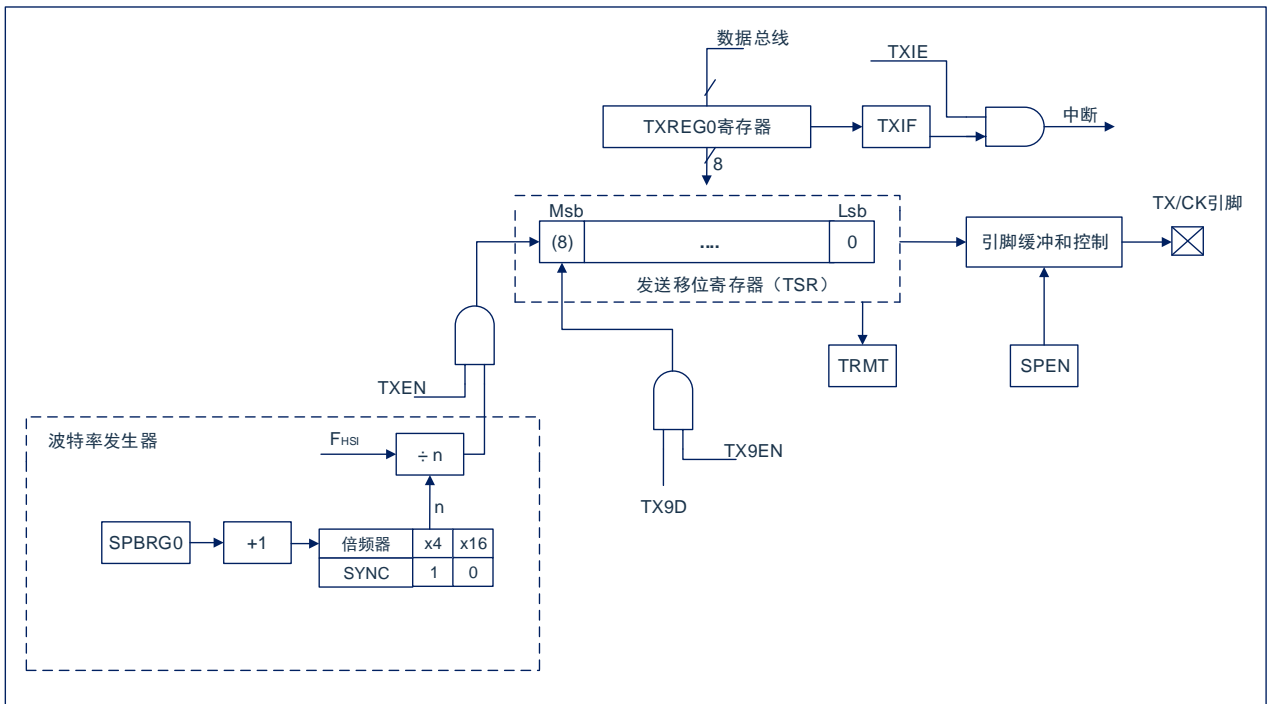 数据总线
TXIE
TXREG0寄存器
TXIF
中断
8
Msb
Lsb
(8)
....
0
发送移位寄存器（TSR）
引脚缓冲和控制
TX/CK引脚
TRMT
SPEN
TXEN
TX9EN
TX9D
波特率发生器
FHSI
÷ n
n
SPBRG0
+1
倍频器 x4 x16
SYNC 1 0